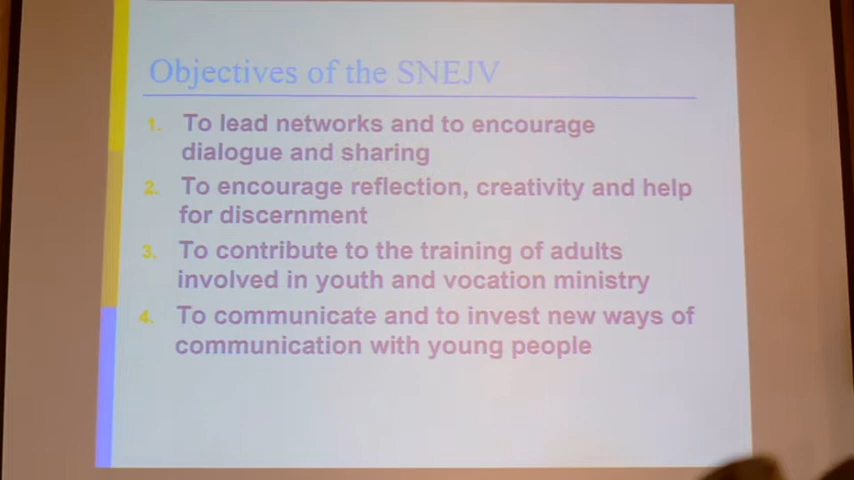 Objectives of the SNEJV
1. To lead networks and to encourage
dialogue and sharing
2. To encourage reflection, creativity and help
for discernment
3. To contribute to the training of adults
involved in youth and vocation ministry
4. To communicate and to invest new ways of
communication with young people